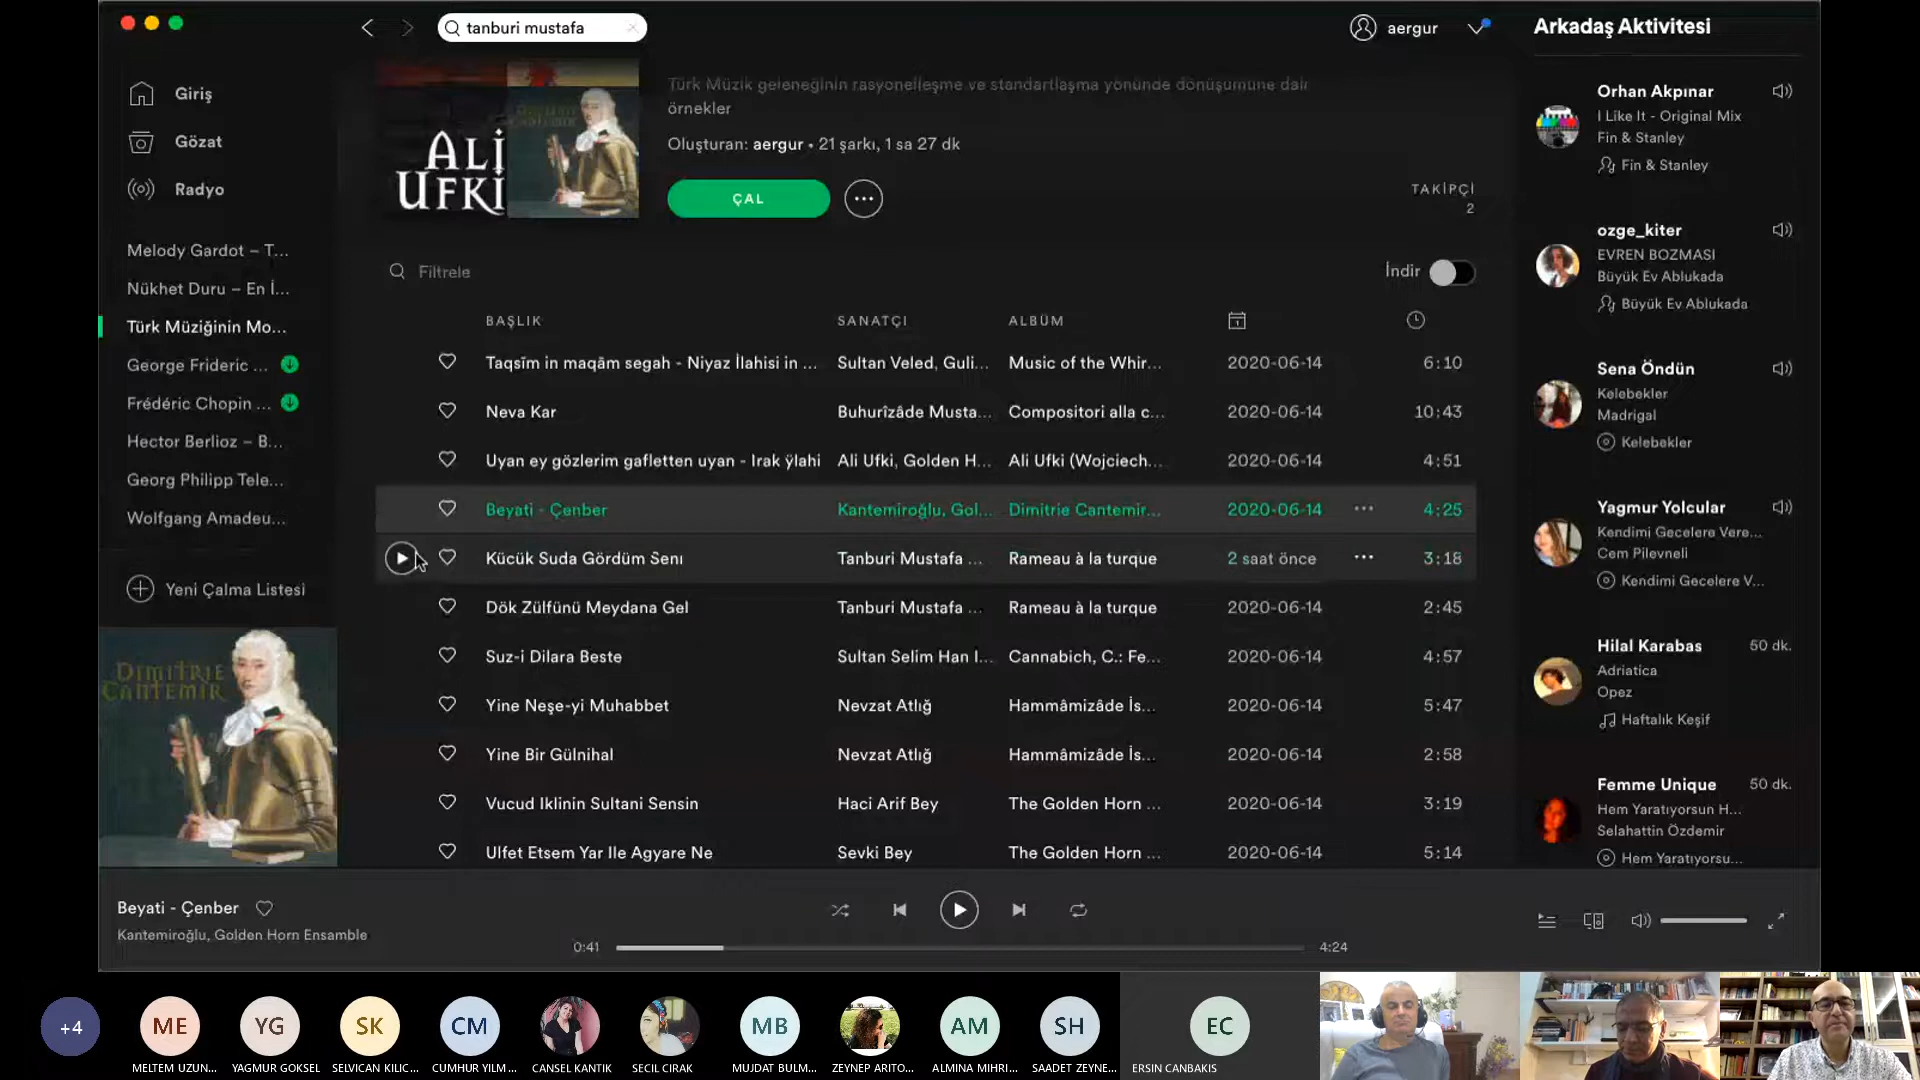 tanburi mustafa
aergur
Arkadaş Aktivitesi
Giriş
Gözat
Radyo
Melody Gardot – T...
Nükhet Duru – En İ...
Türk Müziğinin Mo...
George Frideric ...
Frédéric Chopin ...
Hector Berlioz – B...
Georg Philipp Tele...
Wolfgang Amadeu...
Yeni Çalma Listesi
DIMITRIE
CANTEMIR
ALİ
UFKİ
Türk Müzik geleneğinin rasyonelleşme ve standartlaşma yönünde dönüşümüne dair
örnekler
Oluşturan: aergur • 21 şarkı, 1 sa 27 dk
ÇAL
TAKİPÇİ
2
Filtrele
İndir
BAŞLIK SANATÇI ALBÜM
Taqsīm in maqām segah - Niyaz İlahisi in ... Sultan Veled, Guli... Music of the Whir... 2020-06-14 6:10
Neva Kar Buhurîzâde Musta... Compositori alla c... 2020-06-14 10:43
Uyan ey gözlerim gafletten uyan - Irak ÿlahi Ali Ufki, Golden H... Ali Ufki (Wojciech... 2020-06-14 4:51
Beyati - Çenber Kantemiroğlu, Gol... Dimitrie Cantemir... 2020-06-14 4:25
Kücük Suda Gördüm Seni Tanburi Mustafa ... Rameau à la turque 2 saat önce 3:18
Dök Zülfünü Meydana Gel Tanburi Mustafa ... Rameau à la turque 2020-06-14 2:45
Suz-i Dilara Beste Sultan Selim Han I... Cannabich, C.: Fe... 2020-06-14 4:57
Yine Neşe-yi Muhabbet Nevzat Atlığ Hammâmizâde İs... 2020-06-14 5:47
Yine Bir Gülnihal Nevzat Atlığ Hammâmizâde İs... 2020-06-14 2:58
Vucud Iklinin Sultani Sensin Haci Arif Bey The Golden Horn ... 2020-06-14 3:19
Ulfet Etsem Yar Ile Agyare Ne Sevki Bey The Golden Horn ... 2020-06-14 5:14
Orhan Akpınar
I Like It - Original Mix
Fin & Stanley
Fin & Stanley
ozge_kiter
EVREN BOZMASI
Büyük Ev Ablukada
Büyük Ev Ablukada
Sena Öndün
Kelebekler
Madrigal
Kelebekler
Yagmur Yolcular
Kendimi Gecelere Vere...
Cem Pilevneli
Kendimi Gecelere V...
Hilal Karabas 50 dk.
Adriatica
Opez
Haftalık Keşif
Femme Unique 50 dk.
Hem Yaratıyorsun H...
Selahattin Özdemir
Hem Yaratıyorsu...
Beyati - Çenber
Kantemiroğlu, Golden Horn Ensamble
0:41 4:24
+4 ME YG SK CM MB AM SH EC
MELTEM UZUN... YAGMUR GOKSEL SELVICAN KILIC... CUMHUR YILM ... CANSEL KANTIK SECIL CIRAK MUJDAT BULM... ZEYNEP ARITO... ALMINA MIHRI... SAADET ZEYNE... ERSIN CANBAKIS